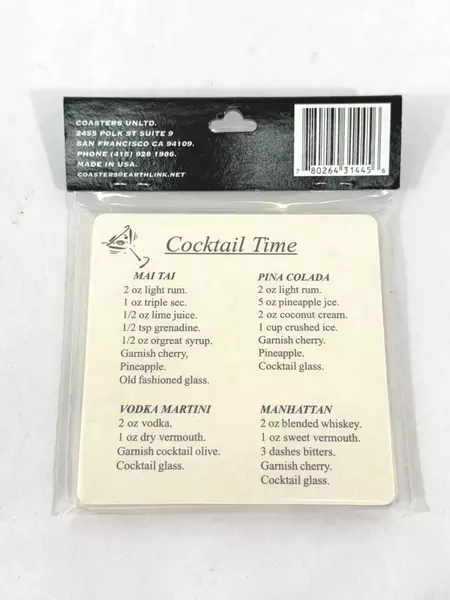 COASTERS UNLTD.
2455 POLK ST SUITE 9
SAN FRANCISCO CA 94109.
PHONE (415) 928 1986.
MADE IN USA.
COASTERS@EARTHLINK.NET
7 80264 31445 6
Cocktail Time
MAI TAI
2 oz light rum.
1 oz triple sec.
1/2 oz lime juice.
1/2 tsp grenadine.
1/2 oz orgreat syrup.
Garnish cherry,
Pineapple.
Old fashioned glass.
PINA COLADA
2 oz light rum.
5 oz pineapple jce.
2 oz coconut cream.
1 cup crushed ice.
Garnish cherry.
Pineapple.
Cocktail glass.
VODKA MARTINI
2 oz vodka.
1 oz dry vermouth.
Garnish cocktail olive.
Cocktail glass.
MANHATTAN
2 oz blended whiskey.
1 oz sweet vermouth.
3 dashes bitters.
Garnish cherry.
Cocktail glass.